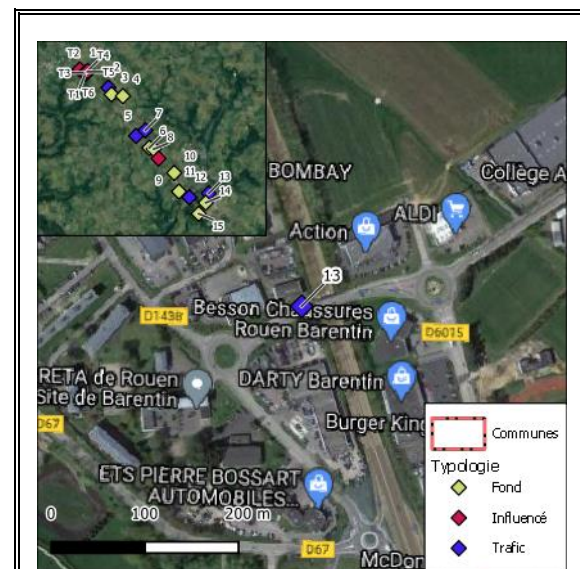 T2 1 T4
T3 T5 2
T1 T6 3 4
5 7
6
8
10
11
9 12 13
14
15
BOMBAY
Collège A
ALDI
Action
13
D1438
Besson Chaussures
Rouen Barentin
D6015
RETA de Rouen
Site de Barentin
DARTY Barentin
D67
Burger King
ETS PIERRE BOSSART
AUTOMOBILES...
0 100 200 m
D67
McDon
Communes
Typologie
Fond
Influencé
Trafic